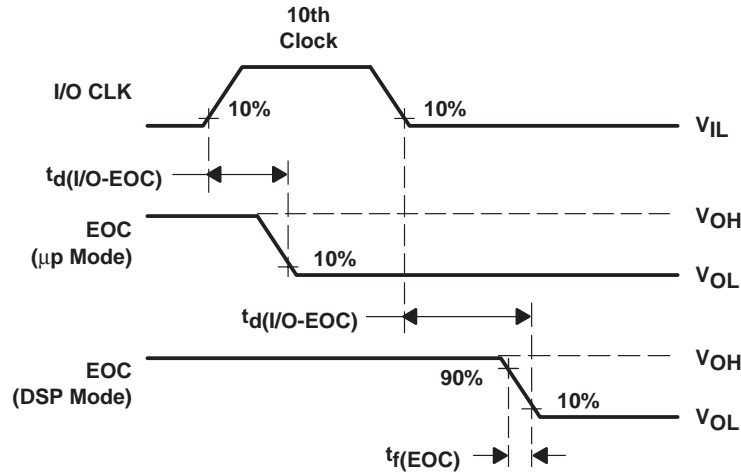 10th
Clock
I/O CLK
10%
10%
VIL
td(I/O-EOC)
EOC
(µp Mode)
VOH
10%
VOL
td(I/O-EOC)
EOC
(DSP Mode)
VOH
90%
10%
VOL
tf(EOC)